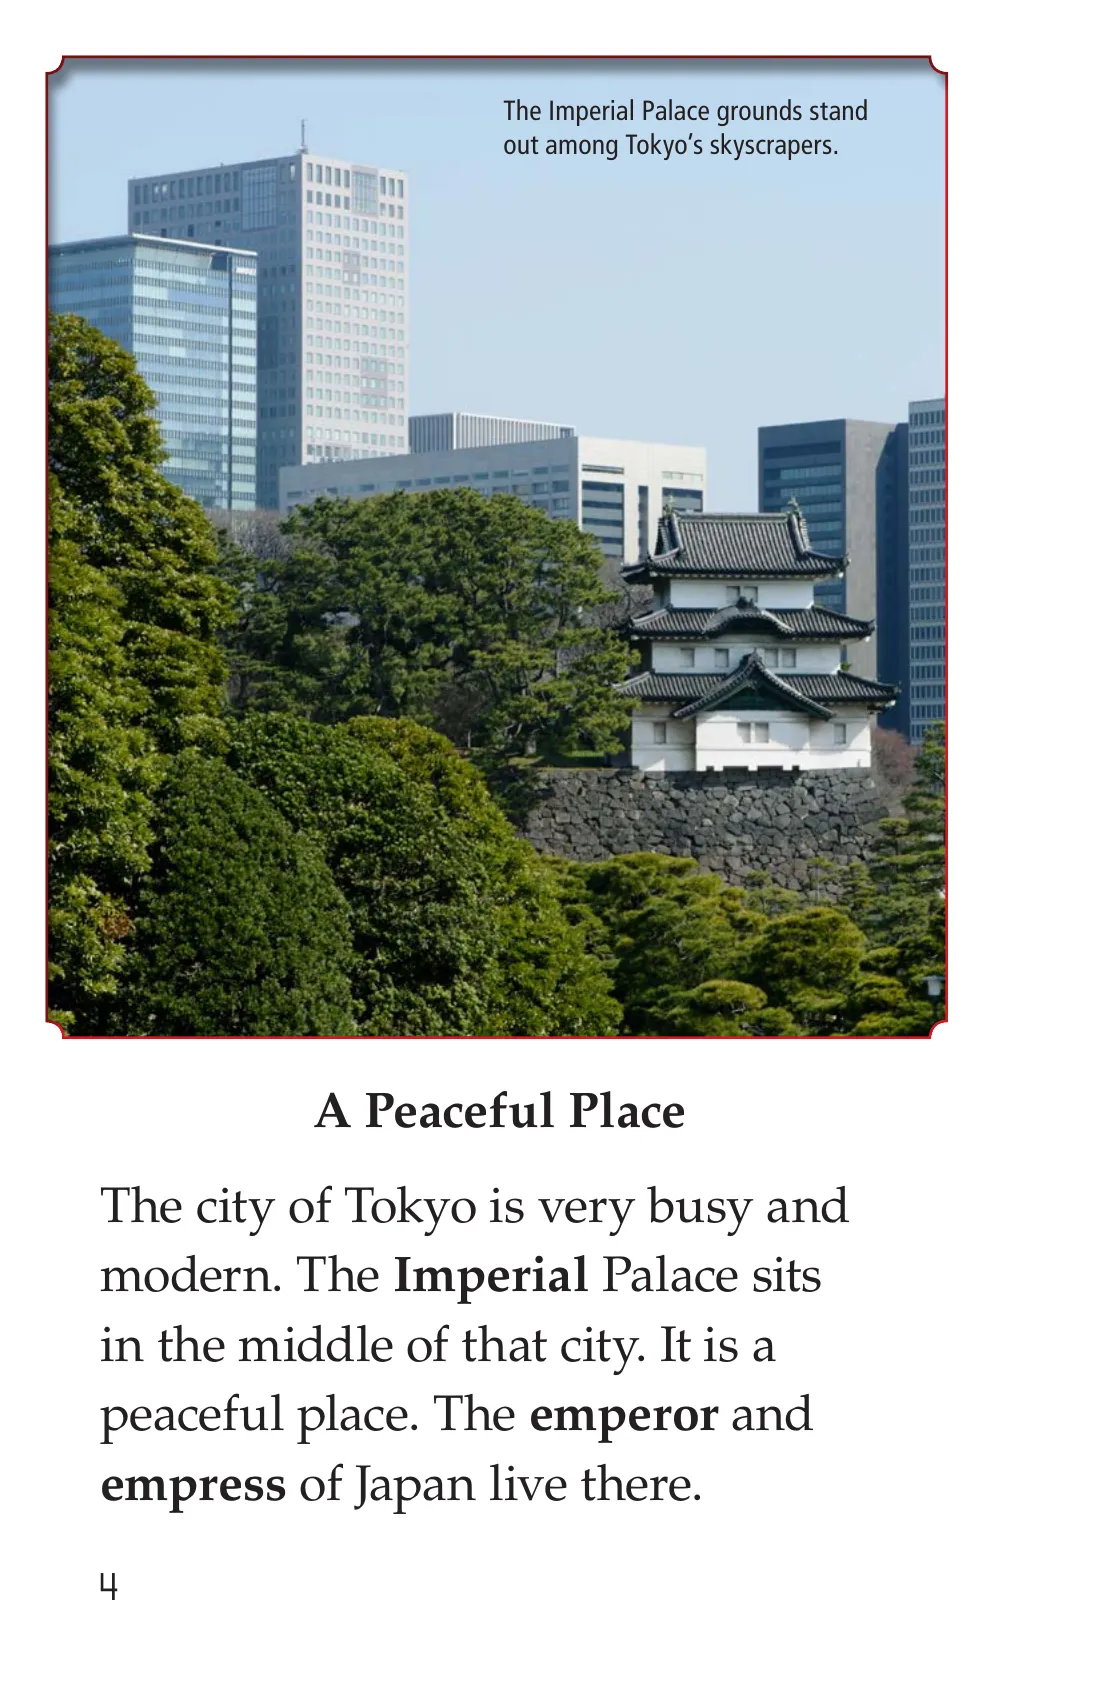 The Imperial Palace grounds stand
out among Tokyo's skyscrapers.
A Peaceful Place
The city of Tokyo is very busy and
modern. The Imperial Palace sits
in the middle of that city. It is a
peaceful place. The emperor and
empress of Japan live there.
4